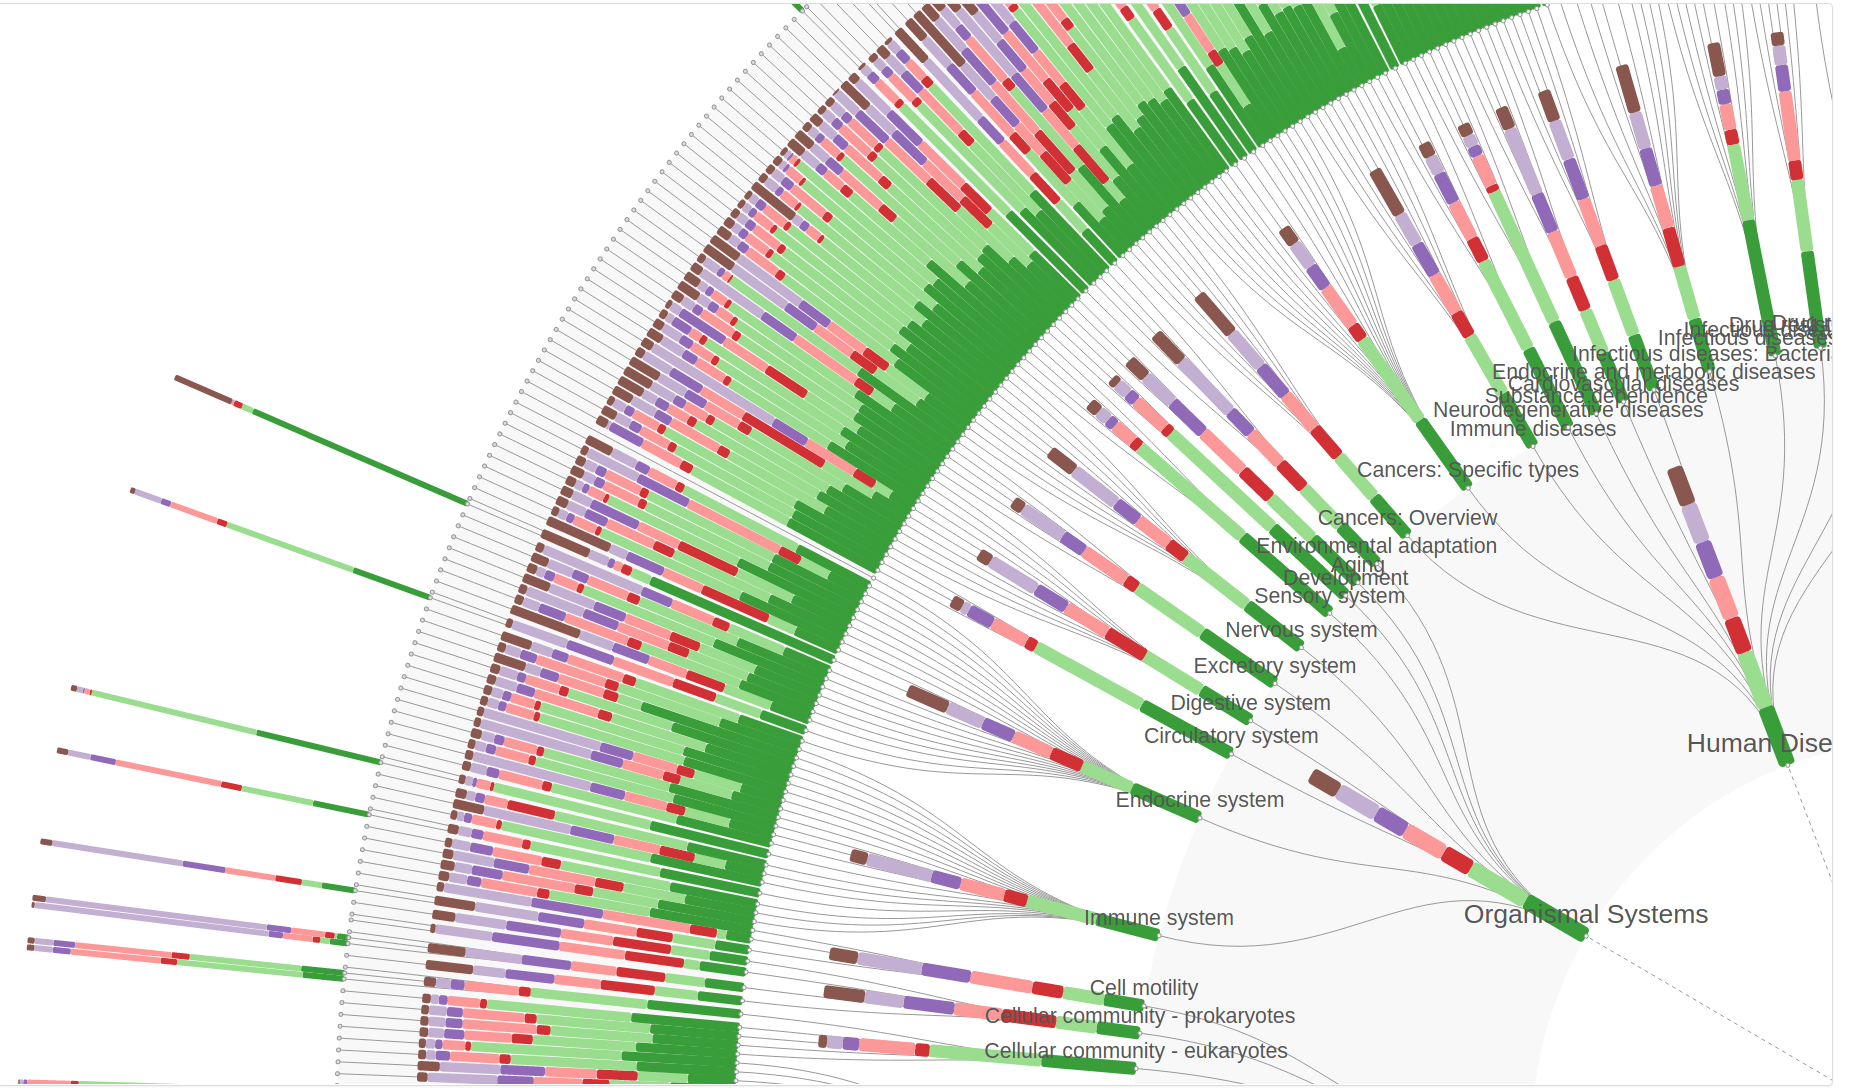 Drug resist
Infectious diseases
Infectious diseases: Bacteri
Endocrine and metabolic diseases
Cardiovascular diseases
Substance dependence
Neurodegenerative diseases
Immune diseases
Cancers: Specific types
Cancers: Overview
Environmental adaptation
Aging
Development
Sensory system
Nervous system
Excretory system
Digestive system
Circulatory system
Human Dise
Endocrine system
Organismal Systems
Immune system
Cell motility
Cellular community - prokaryotes
Cellular community - eukaryotes